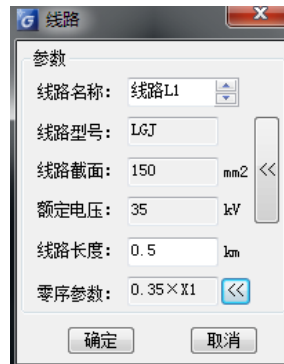 线路
参数
线路名称: 线路L1
线路型号: LGJ
线路截面: 150 mm2 <<
额定电压: 35 kV
线路长度: 0.5 km
零序参数: 0.35×X1 <<
确定 取消